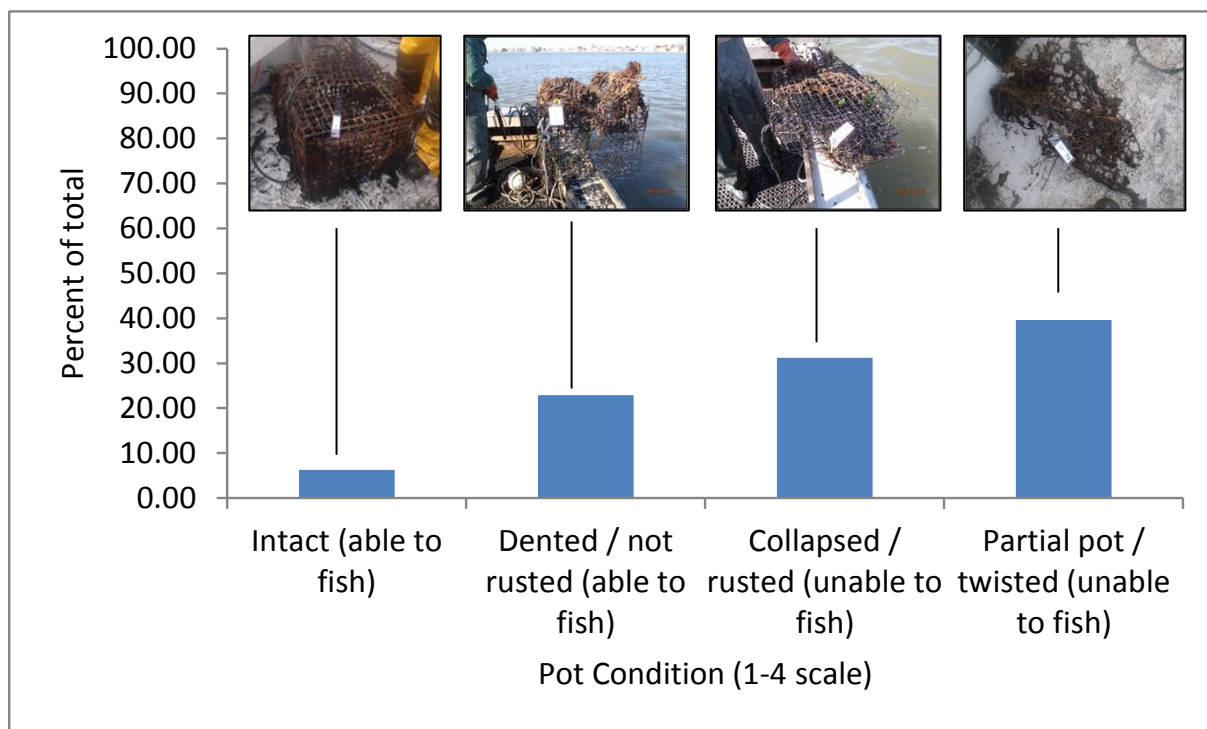 100.00
90.00
80.00
70.00
60.00
50.00
40.00
30.00
20.00
10.00
0.00
Percent of total
Intact (able to
fish)
Dented / not
rusted (able to
fish)
Collapsed /
rusted (unable to
fish)
Partial pot /
twisted (unable
to fish)
Pot Condition (1-4 scale)